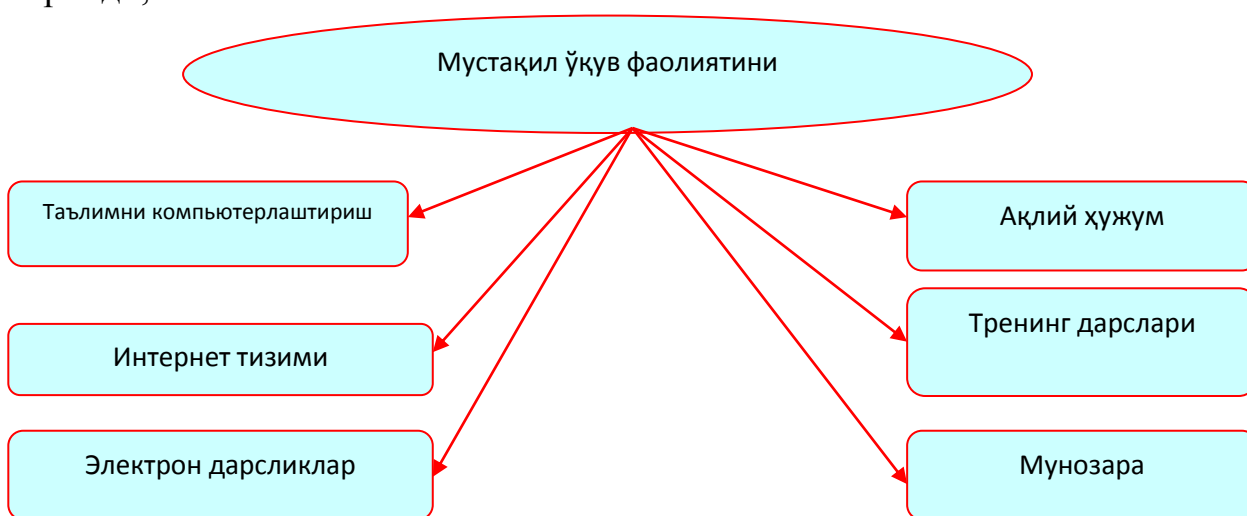 Мустақил ўқув фаолиятини
Таълимни компьютерлаштириш
Ақлий ҳужум
Интернет тизими
Тренинг дарслари
Электрон дарсликлар
Мунозара